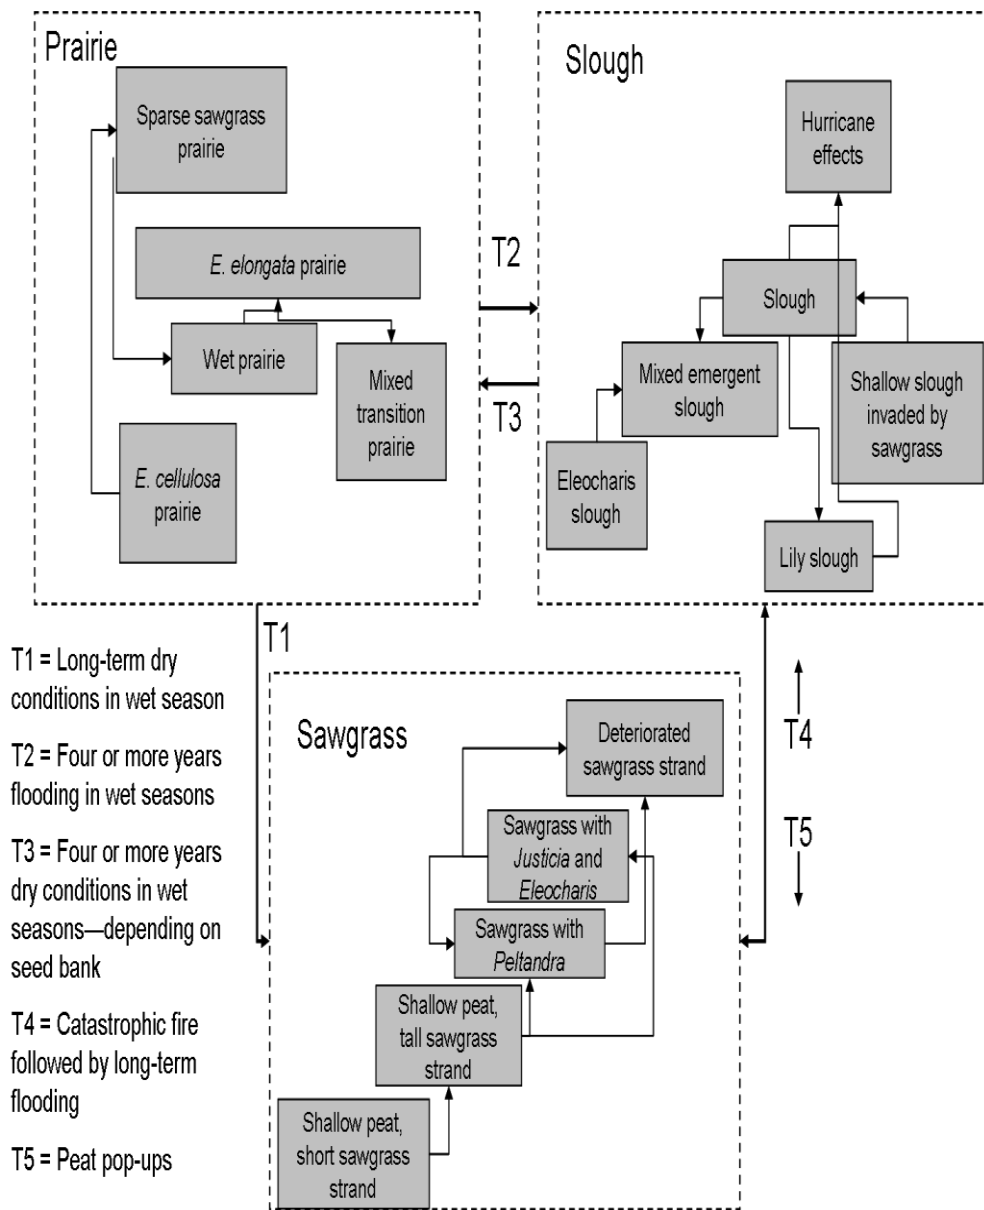 Prairie
Sparse sawgrass
prairie
E. elongata prairie
Wet prairie
Mixed
transition
prairie
E. cellulosa
prairie
T2
T3
Slough
Hurricane
effects
Slough
Mixed emergent
slough
Shallow slough
invaded by
sawgrass
Eleocharis
slough
Lily slough
T1
T1 = Long-term dry
conditions in wet season
T2 = Four or more years
flooding in wet seasons
T3 = Four or more years
dry conditions in wet
seasons—depending on
seed bank
T4 = Catastrophic fire
followed by long-term
flooding
T5 = Peat pop-ups
Sawgrass
Deteriorated
sawgrass strand
Sawgrass with
Justicia and
Eleocharis
Sawgrass with
Peltandra
Shallow peat,
tall sawgrass
strand
Shallow peat,
short sawgrass
strand
T4
T5